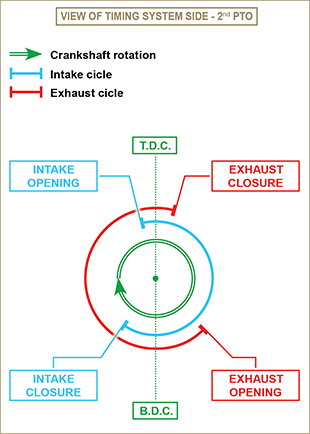 VIEW OF TIMING SYSTEM SIDE - 2nd PTO
Crankshaft rotation
Intake cicle
Exhaust cicle
T.D.C.
INTAKE
OPENING
EXHAUST
CLOSURE
INTAKE
CLOSURE
EXHAUST
OPENING
B.D.C.